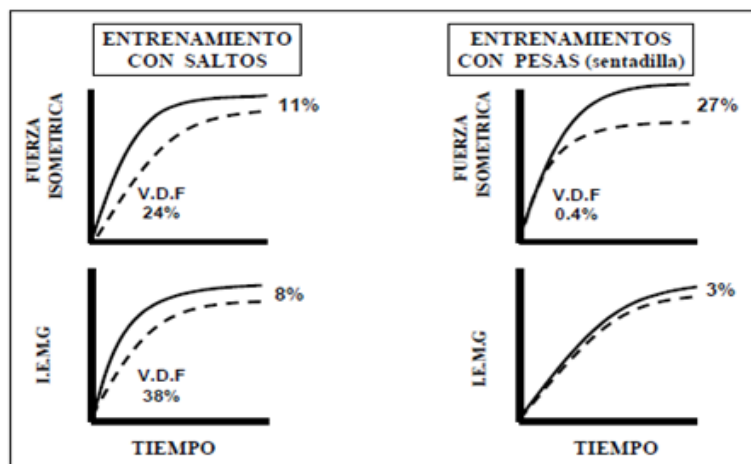 ENTRENAMIENTO
CON SALTOS
FUERZA
ISOMETRICA
11%
V.D.F
24%
I.E.M.G
8%
V.D.F
38%
TIEMPO
ENTRENAMIENTOS
CON PESAS (sentadilla)
FUERZA
ISOMETRICA
27%
V.D.F
0.4%
I.E.M.G
3%
TIEMPO